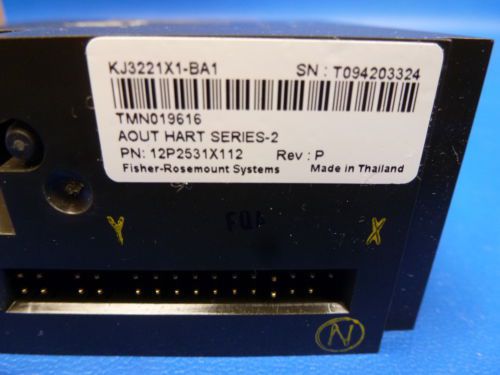 KJ3221X1-BA1 SN : T094203324
TMN019616
AOUT HART SERIES-2
PN: 12P2531X112 Rev : P
Fisher-Rosemount Systems Made in Thailand
Y X
N